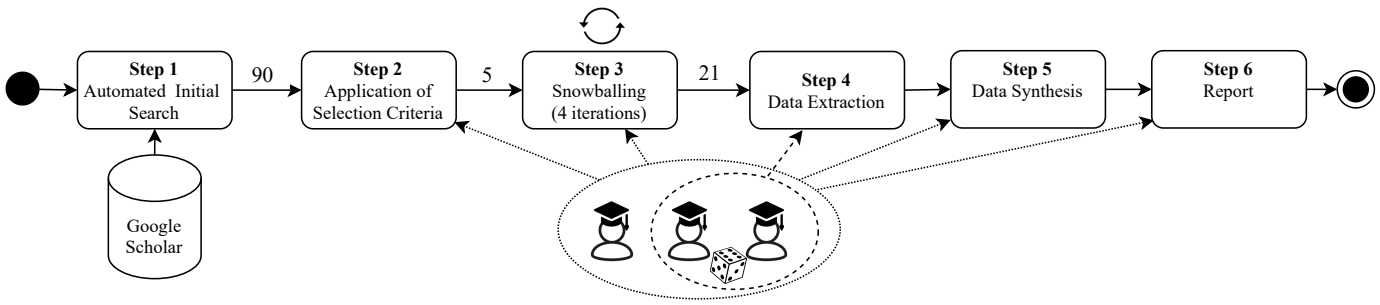 Step 1
Automated Initial
Search
90
Step 2
Application of
Selection Criteria
5
Step 3
Snowballing
(4 iterations)
21
Step 4
Data Extraction
Step 5
Data Synthesis
Step 6
Report
Google
Scholar